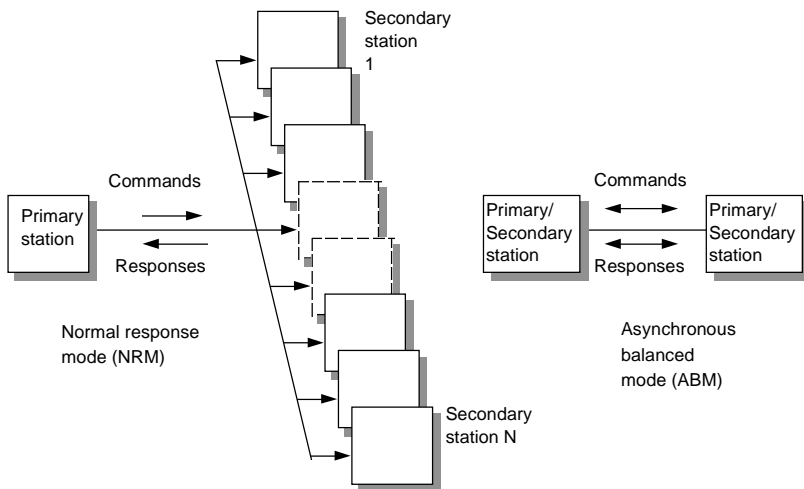 Secondary
station
1
Commands
Primary
station
Responses
Normal response
mode (NRM)
Secondary
station N
Commands
Primary/
Secondary
station
Primary/
Secondary
station
Responses
Asynchronous
balanced
mode (ABM)